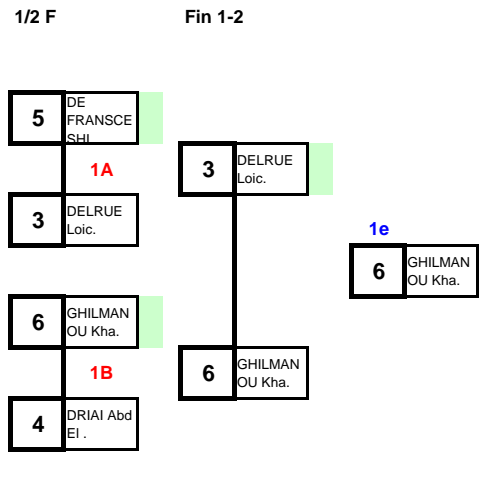 1/2 F
Fin 1-2
5
DE
FRANSCE
SHI
1A
3
DELRUE
Loic.
3
DELRUE
Loic.
1e
6
GHILMAN
OU Kha.
6
GHILMAN
OU Kha.
1B
6
GHILMAN
OU Kha.
4
DRIAI Abd
El .